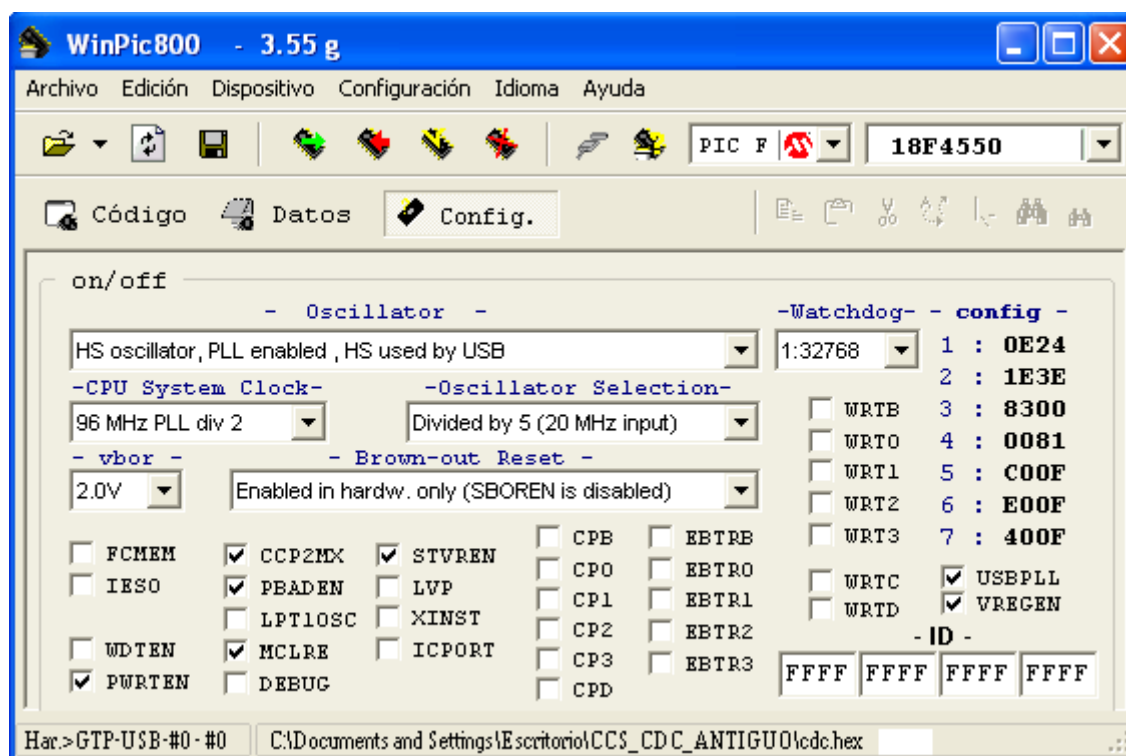 WinPic800 - 3.55 g
Archivo Edición Dispositivo Configuración Idioma Ayuda
PIC F 18F4550
Código Datos Config.
on/off
- Oscillator - -Watchdog- - config -
HS oscillator, PLL enabled , HS used by USB 1:32768 1 : 0E24
-CPU System Clock- -Oscillator Selection- 2 : 1E3E
96 MHz PLL div 2 Divided by 5 (20 MHz input) WRTB 3 : 8300
- vbor - - Brown-out Reset - WRT0 4 : 0081
2.0V Enabled in hardw. only (SBOREN is disabled) WRT1 5 : C00F
WRT2 6 : E00F
FCMEM CCP2MX STVREN CPB EBTRB WRT3 7 : 400F
IESO PBADEN LVP CP0 EBTR0 WRTC USBPLL
LPT1OSC XINST CP1 EBTR1 WRTD VREGEN
WDTEN MCLRE ICPORT CP2 EBTR2 - ID -
PWRTEN DEBUG CP3 EBTR3 FFFF FFFF FFFF FFFF
CPD
Har.>GTP-USB-#0 - #0 C:\Documents and Settings\Escritorio\CCS_CDC_ANTIGUO\cdc.hex